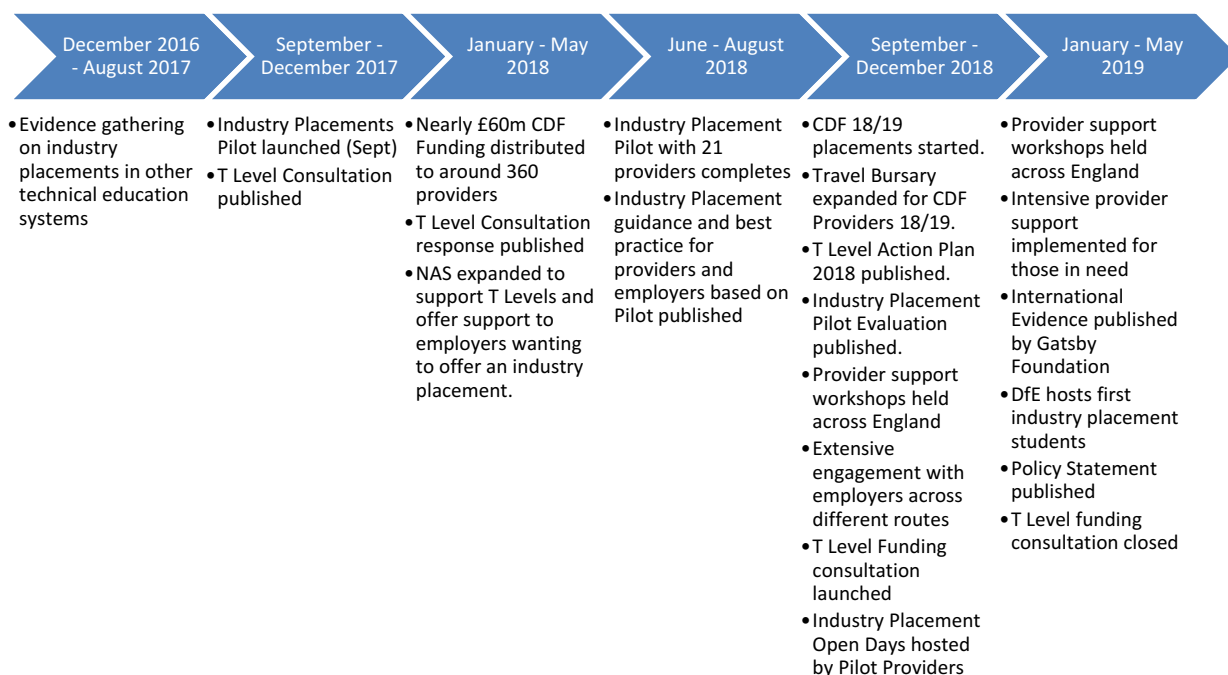 December 2016
- August 2017
September -
December 2017
January - May
2018
June - August
2018
September -
December 2018
January - May
2019
•Evidence gathering
on industry
placements in other
technical education
systems
•Industry Placements
Pilot launched (Sept)
•T Level Consultation
published
•Nearly £60m CDF
Funding distributed
to around 360
providers
•T Level Consultation
response published
•NAS expanded to
support T Levels and
offer support to
employers wanting
to offer an industry
placement.
•Industry Placement
Pilot with 21
providers completes
•Industry Placement
guidance and best
practice for
providers and
employers based on
Pilot published
•CDF 18/19
placements started.
•Travel Bursary
expanded for CDF
Providers 18/19.
•T Level Action Plan
2018 published.
•Industry Placement
Pilot Evaluation
published.
•Provider support
workshops held
across England
•Extensive
engagement with
employers across
different routes
•T Level Funding
consultation
launched
•Industry Placement
Open Days hosted
by Pilot Providers
•Provider support
workshops held
across England
•Intensive provider
support
implemented for
those in need
•International
Evidence published
by Gatsby
Foundation
•DfE hosts first
industry placement
students
•Policy Statement
published
•T Level funding
consultation closed